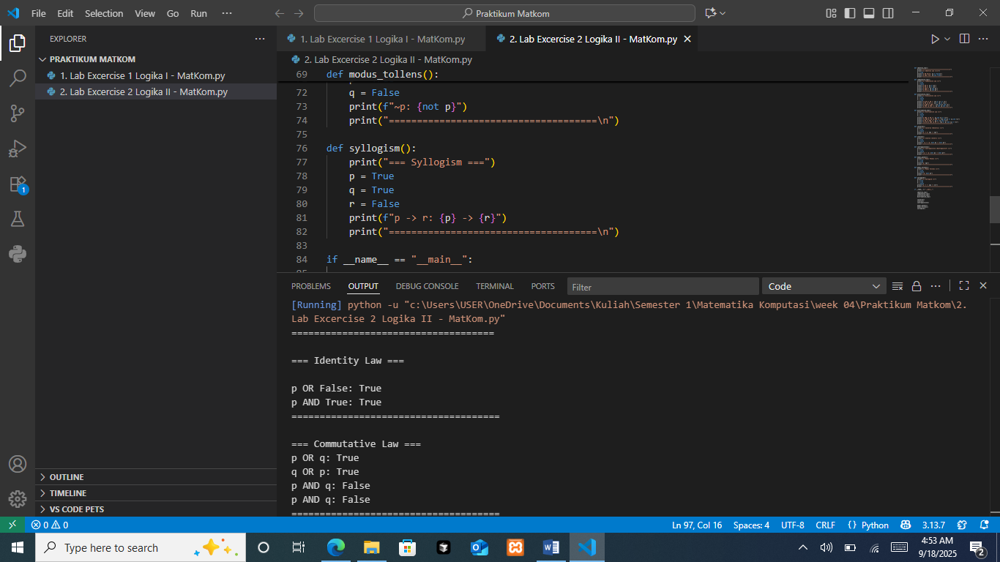 File Edit Selection View Go Run ··· Praktikum Matkom
EXPLORER ···
PRAKTIKUM MATKOM
1. Lab Excercise 1 Logika I - MatKom.py
2. Lab Excercise 2 Logika II - MatKom.py
OUTLINE
TIMELINE
VS CODE PETS
1
1. Lab Excercise 1 Logika I - MatKom.py 2. Lab Excercise 2 Logika II - MatKom.py
2. Lab Excercise 2 Logika II - MatKom.py
69 def modus_tollens():
72 q = False
73 print(f"~p: {not p}")
74 print("=====================================\n")
75
76 def syllogism():
77 print("=== Syllogism ===")
78 p = True
79 q = True
80 r = False
81 print(f"p -> r: {p} -> {r}")
82 print("=====================================\n")
83
84 if __name__ == "__main__":
PROBLEMS OUTPUT DEBUG CONSOLE TERMINAL PORTS Filter Code
[Running] python -u "c:\Users\USER\OneDrive\Documents\Kuliah\Semester 1\Matematika Komputasi\week 04\Praktikum Matkom\2.
Lab Excercise 2 Logika II - MatKom.py"
====================================
=== Identity Law ===
p OR False: True
p AND True: True
=====================================
=== Commutative Law ===
p OR q: True
q OR p: True
p AND q: False
p AND q: False
=====================================
0 0 Ln 97, Col 16 Spaces: 4 UTF-8 CRLF {} Python 3.13.7
Type here to search
4:53 AM
9/18/2025
2